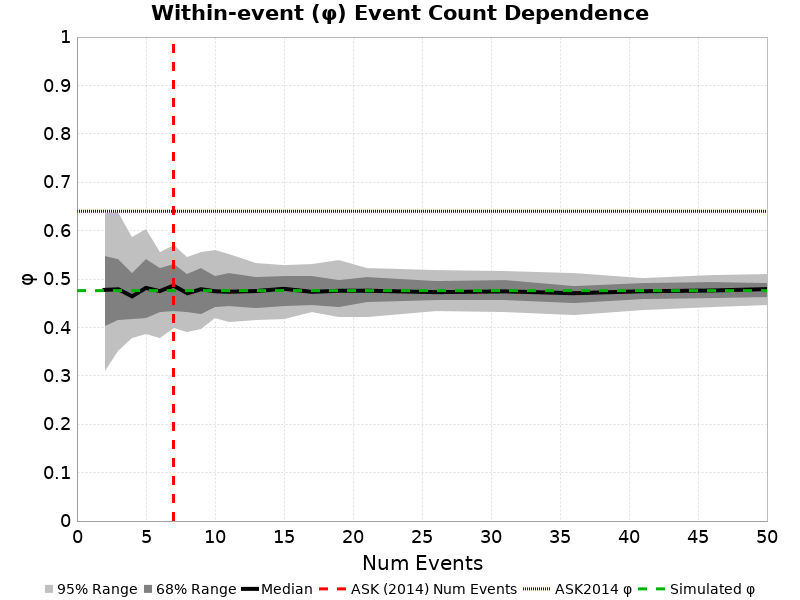 Within-event (φ) Event Count Dependence
1
0.9
0.8
0.7
0.6
0.5
0.4
0.3
0.2
0.1
0
φ
0 5 10 15 20 25 30 35 40 45 50
Num Events
95% Range 68% Range Median ASK (2014) Num Events ASK2014 φ Simulated φ